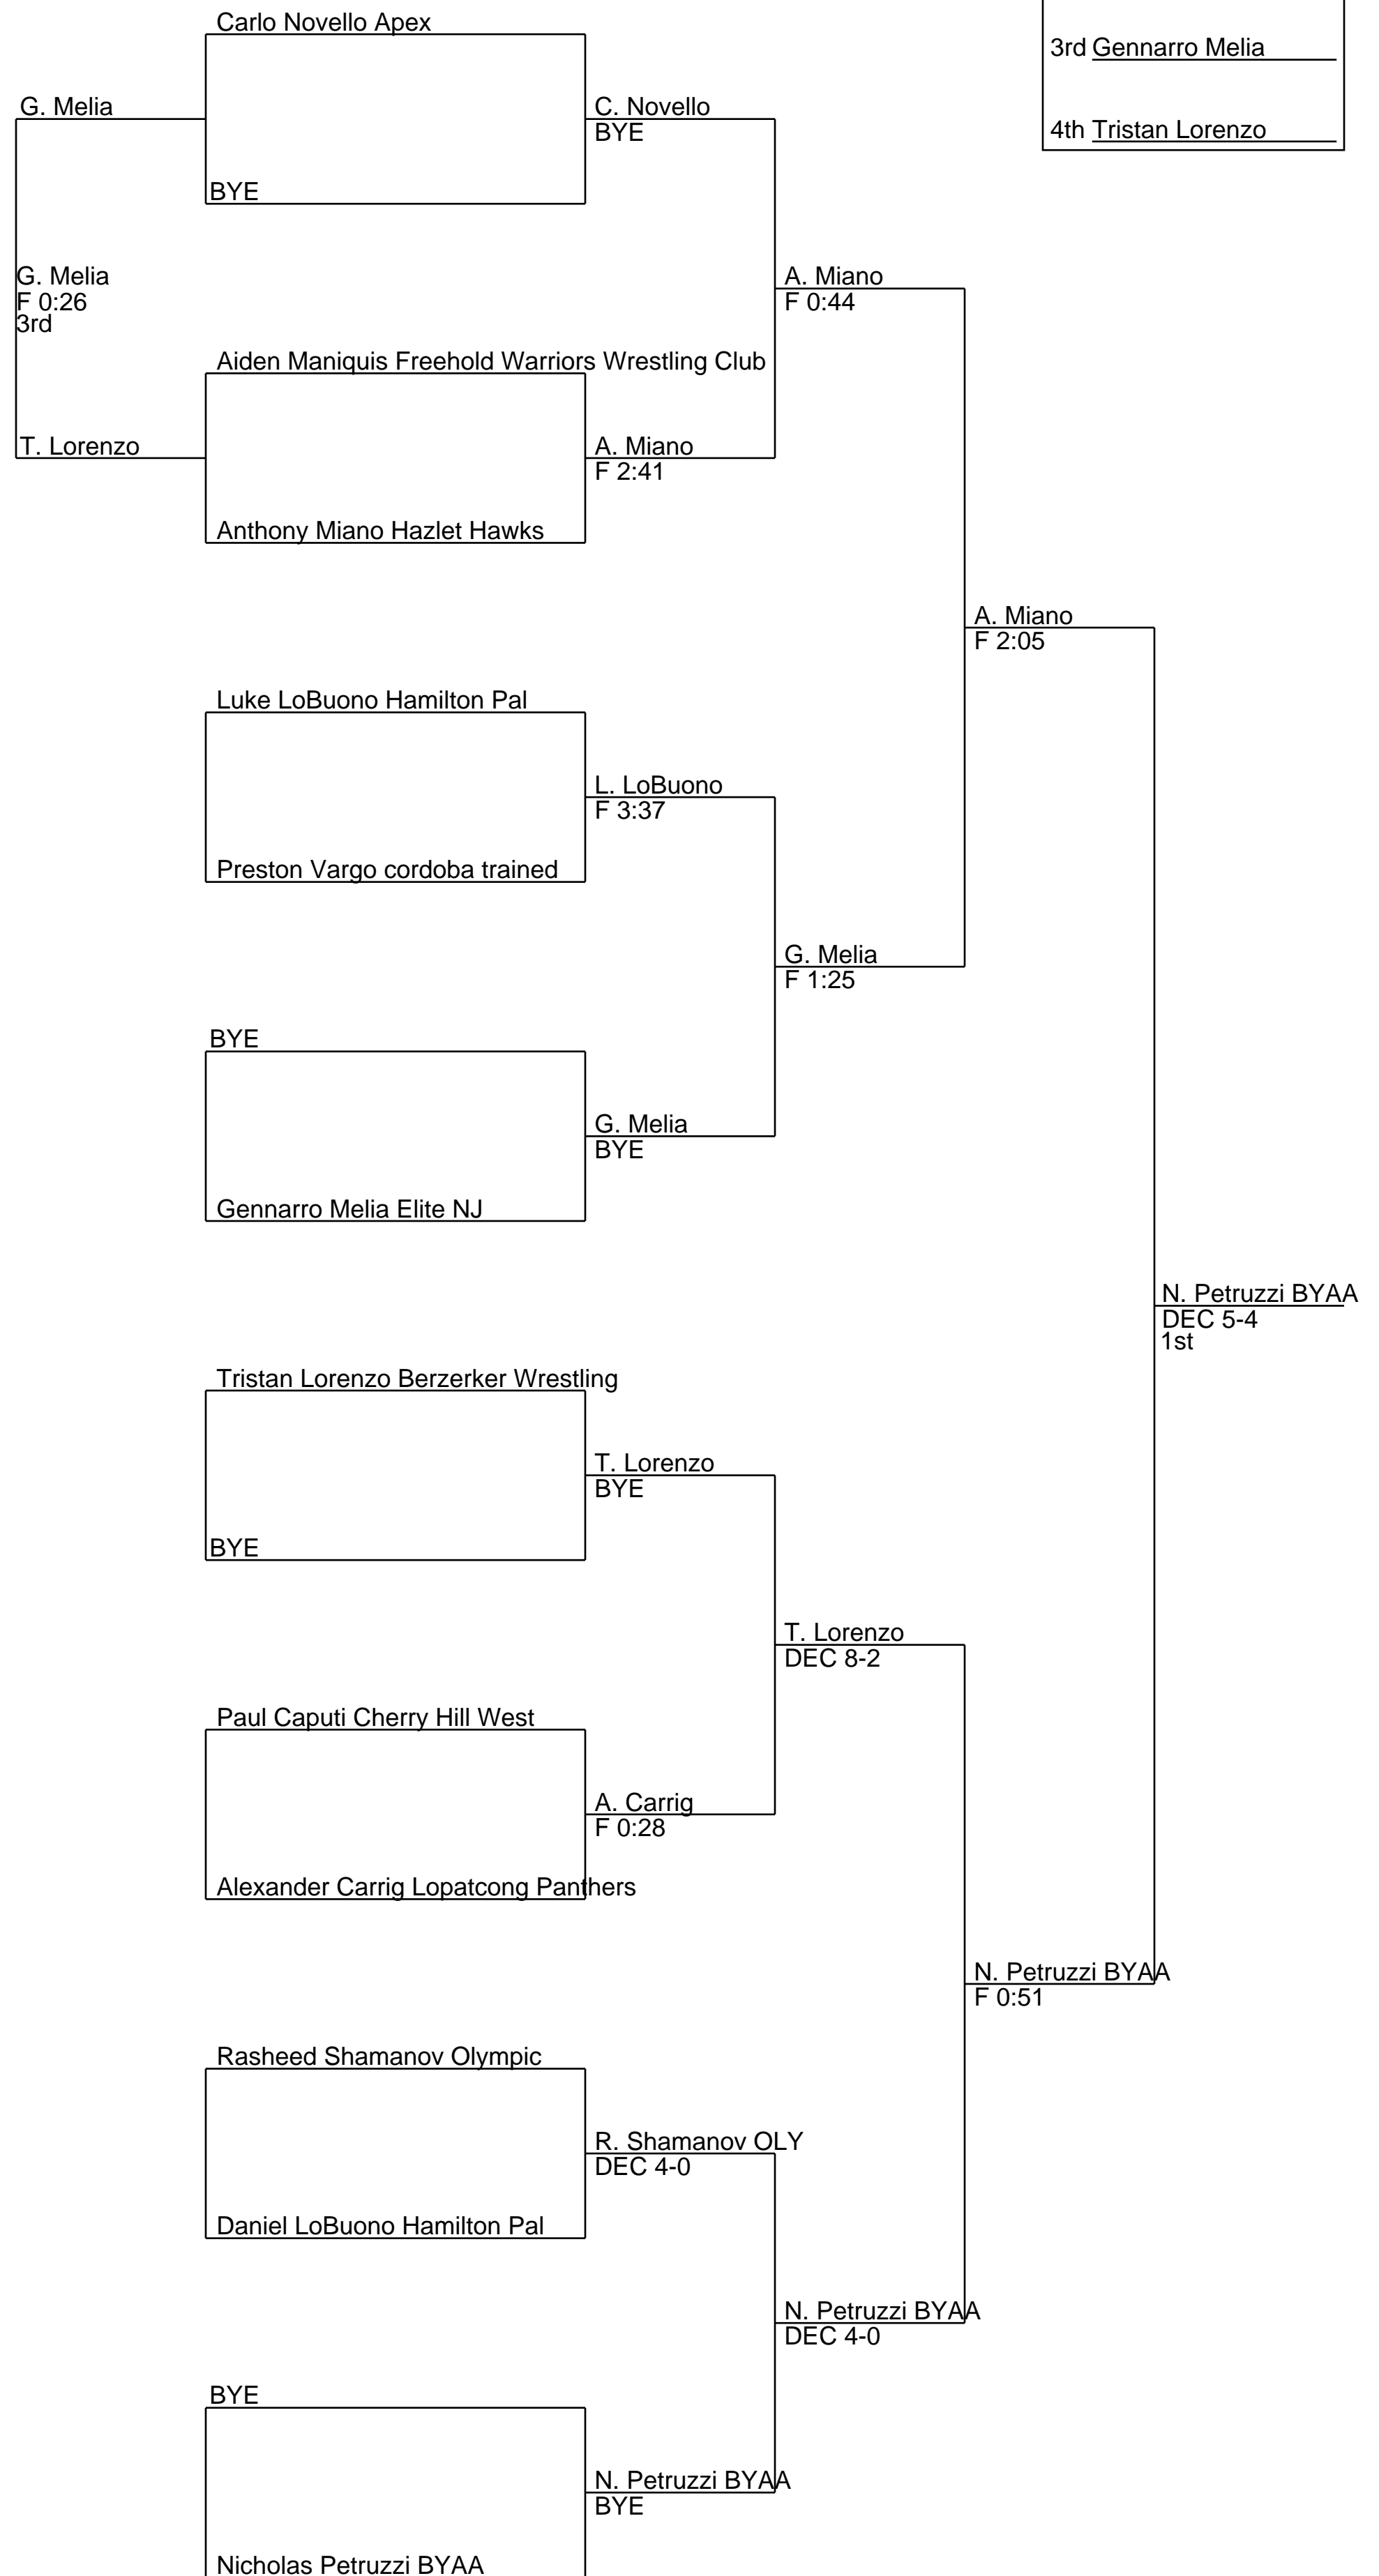 Carlo Novello Apex
3rd Gennarro Melia
G. Melia
C. Novello
BYE
4th Tristan Lorenzo
BYE
G. Melia
F 0:26
3rd
A. Miano
F 0:44
Aiden Maniquis Freehold Warriors Wrestling Club
T. Lorenzo
A. Miano
F 2:41
Anthony Miano Hazlet Hawks
A. Miano
F 2:05
Luke LoBuono Hamilton Pal
L. LoBuono
F 3:37
Preston Vargo cordoba trained
G. Melia
F 1:25
BYE
G. Melia
BYE
Gennarro Melia Elite NJ
N. Petruzzi BYAA
DEC 5-4
1st
Tristan Lorenzo Berzerker Wrestling
T. Lorenzo
BYE
BYE
T. Lorenzo
DEC 8-2
Paul Caputi Cherry Hill West
A. Carrig
F 0:28
Alexander Carrig Lopatcong Panthers
N. Petruzzi BYAA
F 0:51
Rasheed Shamanov Olympic
R. Shamanov OLY
DEC 4-0
Daniel LoBuono Hamilton Pal
N. Petruzzi BYAA
DEC 4-0
BYE
N. Petruzzi BYAA
BYE
Nicholas Petruzzi BYAA